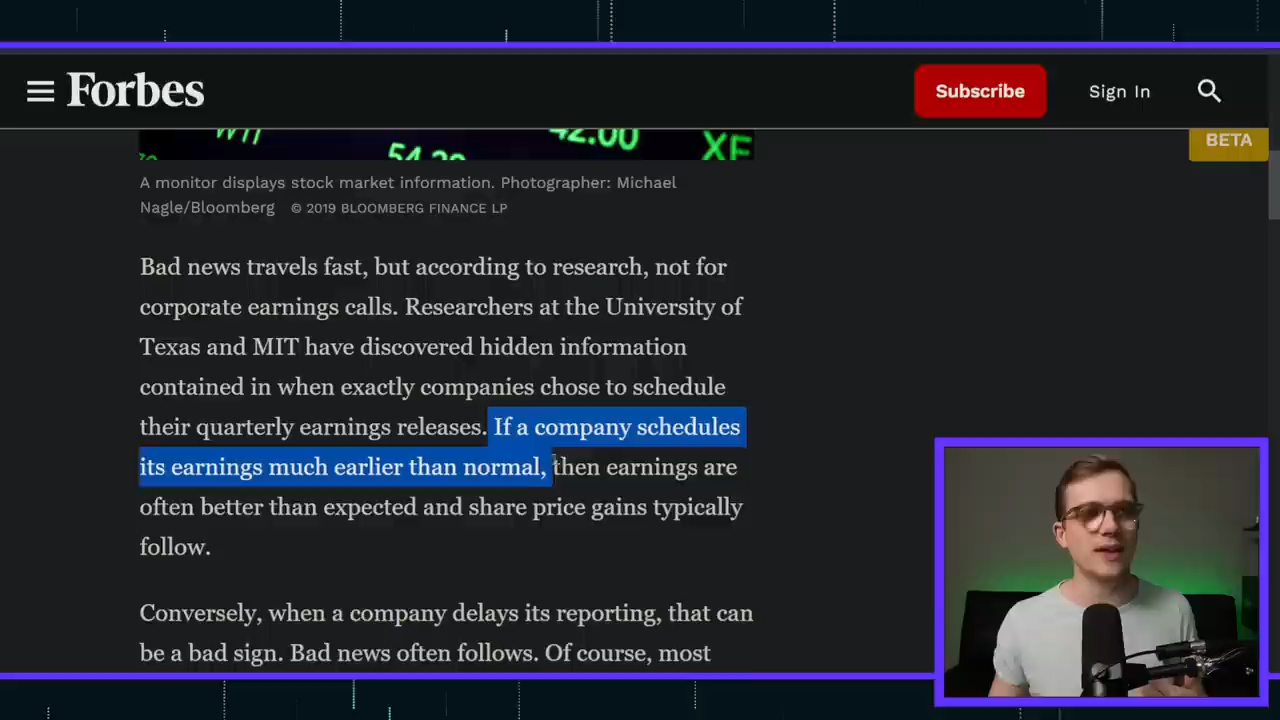 Forbes
Subscribe
Sign In
BETA
42.00
XF
A monitor displays stock market information. Photographer: Michael
Nagle/Bloomberg © 2019 BLOOMBERG FINANCE LP
Bad news travels fast, but according to research, not for
corporate earnings calls. Researchers at the University of
Texas and MIT have discovered hidden information
contained in when exactly companies chose to schedule
their quarterly earnings releases. If a company schedules
its earnings much earlier than normal, then earnings are
often better than expected and share price gains typically
follow.
Conversely, when a company delays its reporting, that can
be a bad sign. Bad news often follows. Of course, most